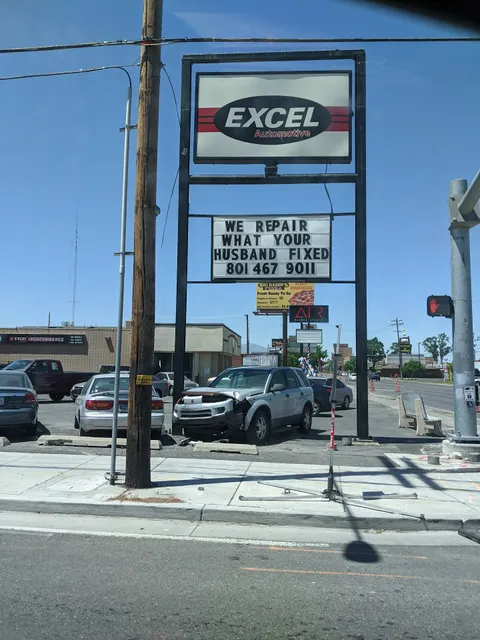 EXCEL
Automotive
WE REPAIR
WHAT YOUR
HUSBAND FIXED
801 467 9011